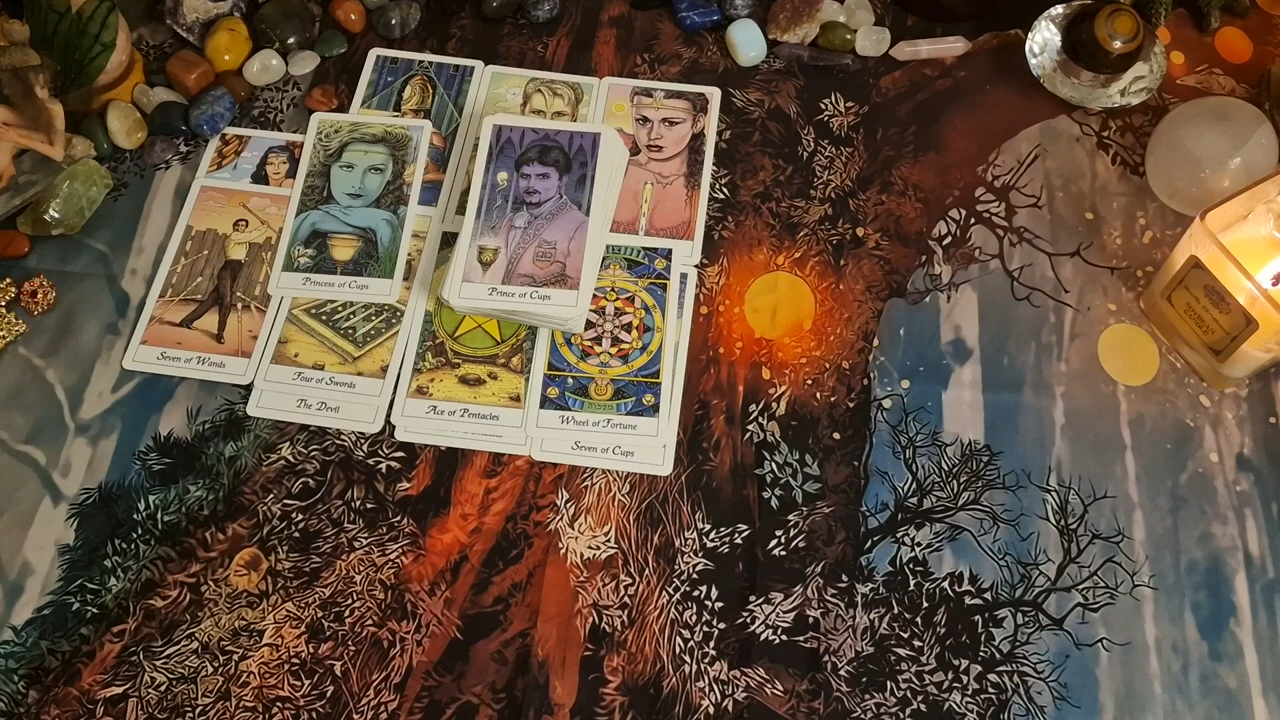 Princess of Cups
Prince of Cups
Seven of Wands
Four of Swords
The Devil
Ace of Pentacles
Wheel of Fortune
Seven of Cups